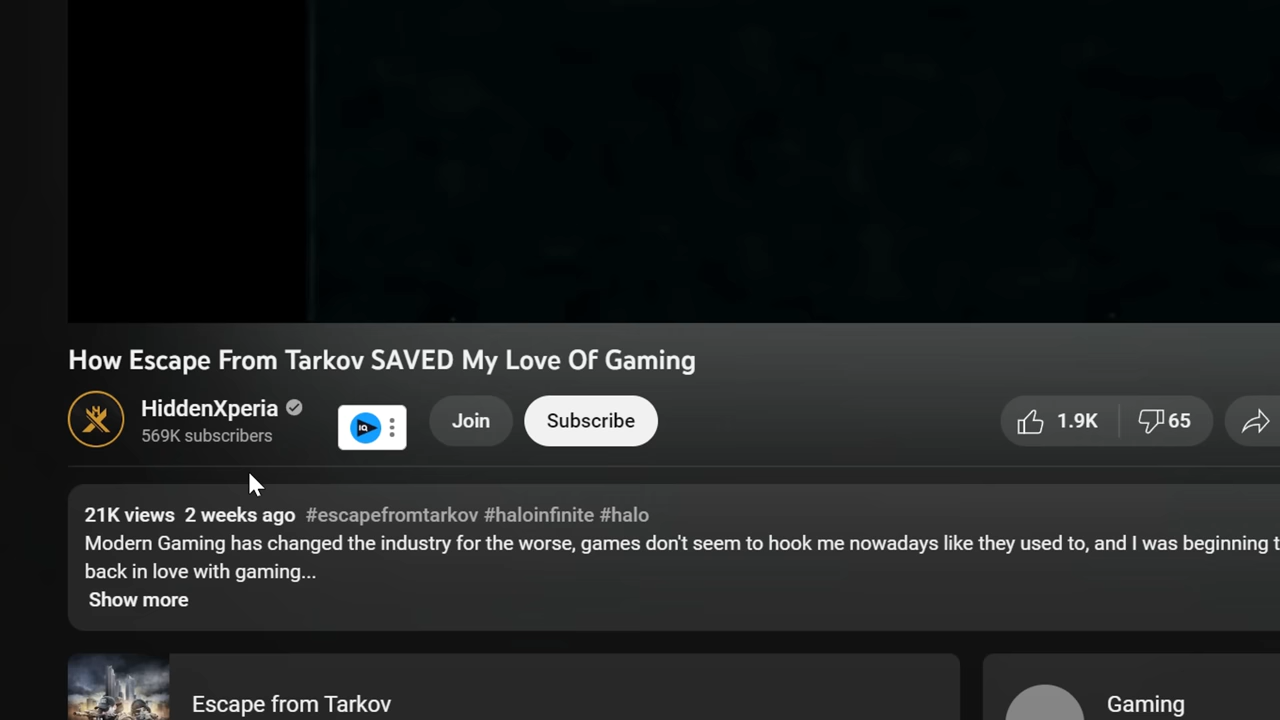 How Escape From Tarkov SAVED My Love Of Gaming
HiddenXperia
569K subscribers
IQ
Join
Subscribe
1.9K
65
21K views 2 weeks ago #escapefromtarkov #haloinfinite #halo
Modern Gaming has changed the industry for the worse, games don't seem to hook me nowadays like they used to, and I was beginning t
back in love with gaming...
Show more
Escape from Tarkov
Gaming